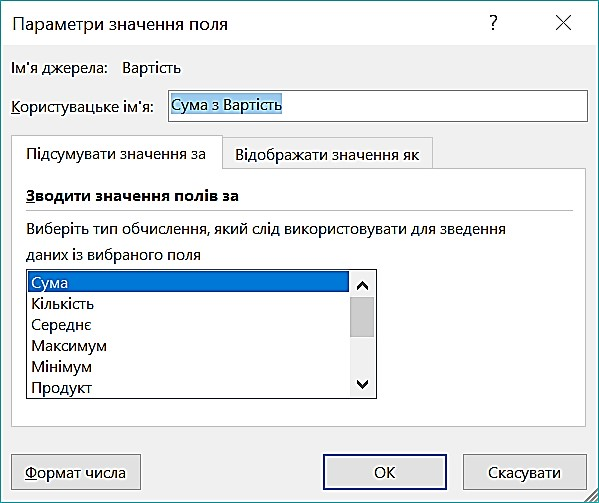 Параметри значення поля ?
Ім'я джерела: Вартість
Користувацьке ім'я: Сума з Вартість
Підсумувати значення за Відображати значення як
Зводити значення полів за
Виберіть тип обчислення, який слід використовувати для зведення
даних із вибраного поля
Сума
Кількість
Середнє
Максимум
Мінімум
Продукт
Формат числа ОК Скасувати